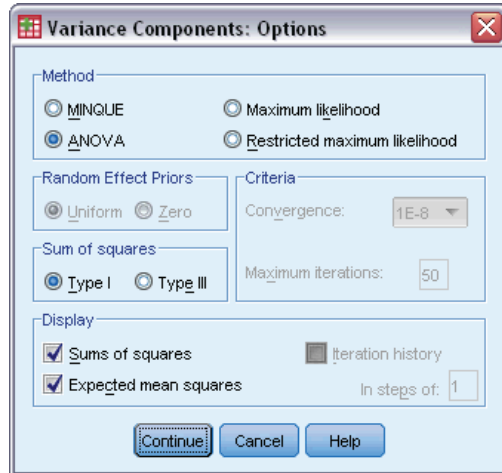 Variance Components: Options
Method
MINQUE
Maximum likelihood
ANOVA
Restricted maximum likelihood
Random Effect Priors
Uniform
Zero
Criteria
Convergence:
1E-8
Maximum iterations:
50
Sum of squares
Type I
Type III
Display
Sums of squares
Iteration history
Expected mean squares
In steps of:
1
Continue
Cancel
Help